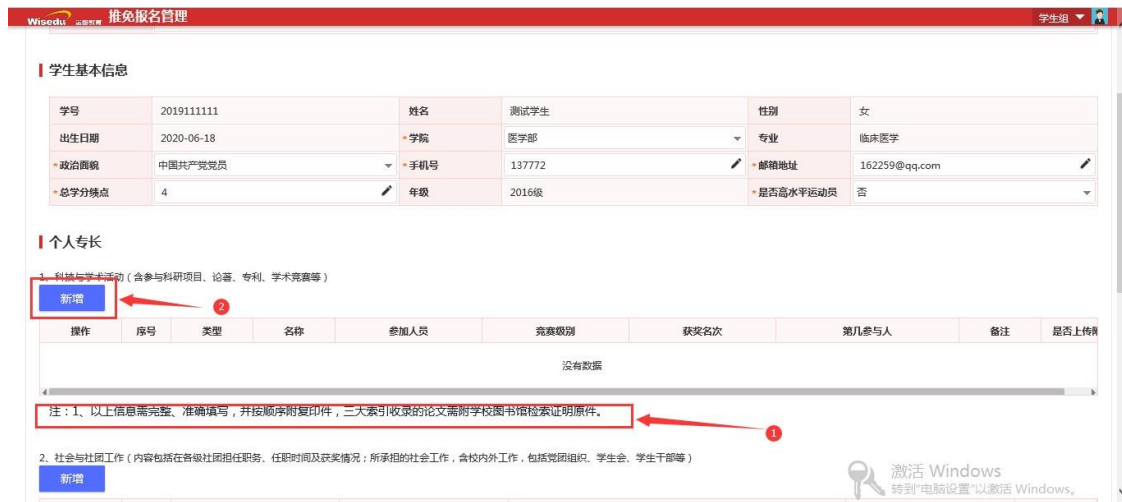 Wisedu 推免报名管理 学生组
学生基本信息
学号 2019111111 姓名 测试学生 性别 女
出生日期 2020-06-18 *学院 医学部 专业 临床医学
*政治面貌 中国共产党党员 *手机号 137772 *邮箱地址 162259@qq.com
*总学分绩点 4 年级 2016级 *是否高水平运动员 否
个人专长
1、科技与学术活动（含参与科研项目、论著、专利、学术竞赛等）
新增
2
操作 序号 类型 名称 参加人员 竞赛级别 获奖名次 第几参与人 备注 是否上传
没有数据
注：1、以上信息需完整、准确填写，并按顺序附复印件，三大索引收录的论文需附学校图书馆检索证明原件。
1
2、社会与社团工作（内容包括在各级社团担任职务、任职时间及获奖情况；所承担的社会工作，含校内外工作，包括党团组织、学生会、学生干部等）
新增
激活 Windows
转到"电脑设置"以激活 Windows。